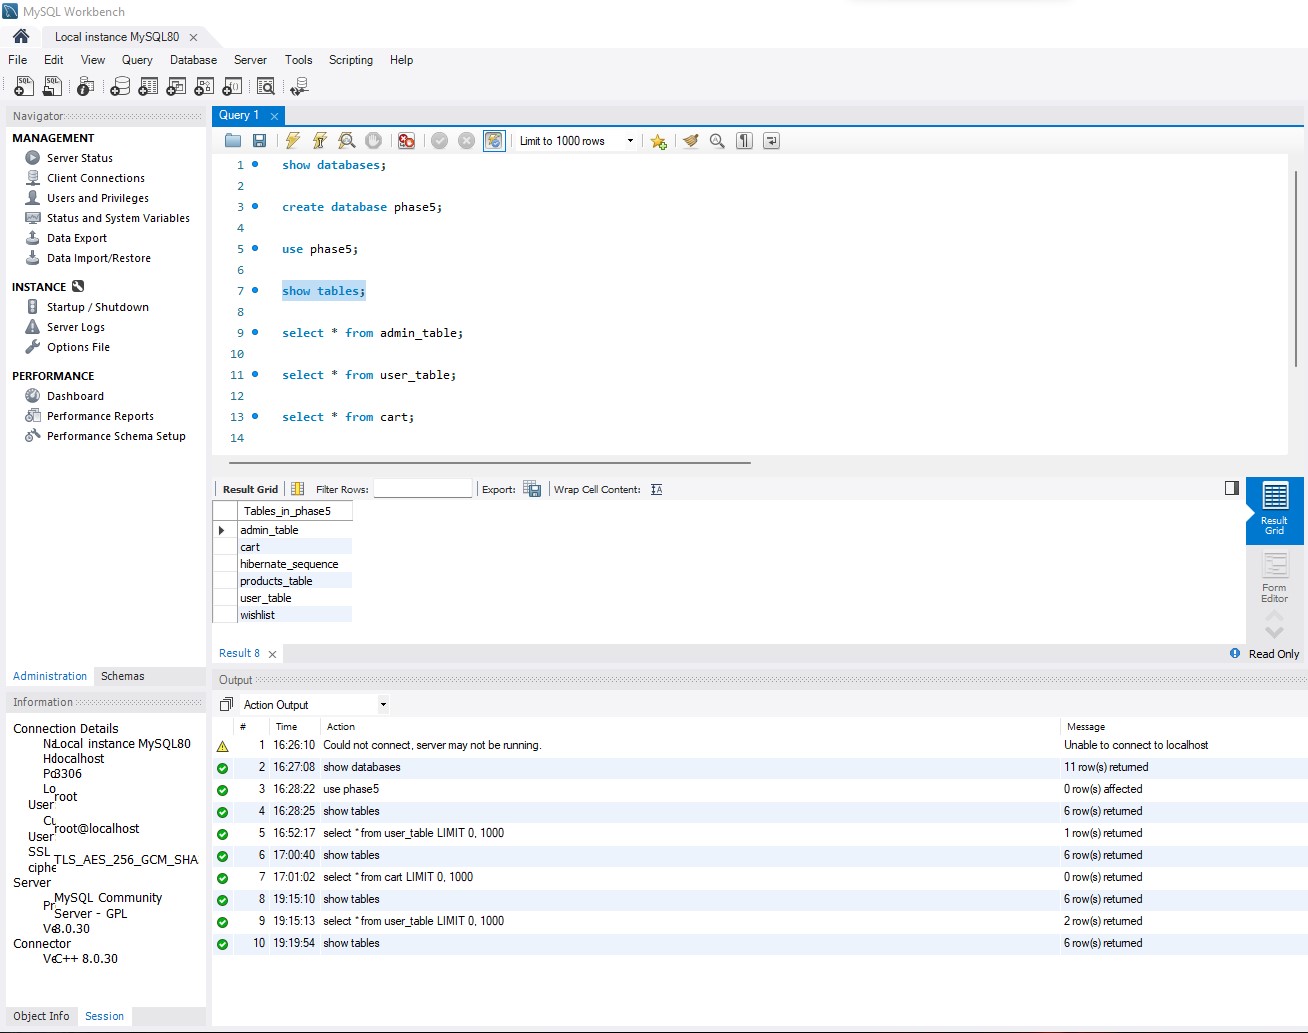 MySQL Workbench
Local instance MySQL80
File Edit View Query Database Server Tools Scripting Help
Navigator
MANAGEMENT
Server Status
Client Connections
Users and Privileges
Status and System Variables
Data Export
Data Import/Restore
INSTANCE
Startup / Shutdown
Server Logs
Options File
PERFORMANCE
Dashboard
Performance Reports
Performance Schema Setup
Administration Schemas
Query 1
Limit to 1000 rows
1 show databases;
2
3 create database phase5;
4
5 use phase5;
6
7 show tables;
8
9 select * from admin_table;
10
11 select * from user_table;
12
13 select * from cart;
14
Result Grid Filter Rows: Export: Wrap Cell Content:
Tables_in_phase5
admin_table
cart
hibernate_sequence
products_table
user_table
wishlist
Result Grid
Form Editor
Result 8
Read Only
Output
Action Output
# Time Action Message
1 16:26:10 Could not connect, server may not be running. Unable to connect to localhost
2 16:27:08 show databases 11 row(s) returned
3 16:28:22 use phase5 0 row(s) affected
4 16:28:25 show tables 6 row(s) returned
5 16:52:17 select * from user_table LIMIT 0, 1000 1 row(s) returned
6 17:00:40 show tables 6 row(s) returned
7 17:01:02 select * from cart LIMIT 0, 1000 0 row(s) returned
8 19:15:10 show tables 6 row(s) returned
9 19:15:13 select * from user_table LIMIT 0, 1000 2 row(s) returned
10 19:19:54 show tables 6 row(s) returned
Information
Connection Details
Local instance MySQL80
localhost
3306
Lo
User root
User root@localhost
SSL
TLS_AES_256_GCM_SHA
Server
Pr MySQL Community
Server - GPL
Ve 8.0.30
Connector
Ve C++ 8.0.30
Object Info Session